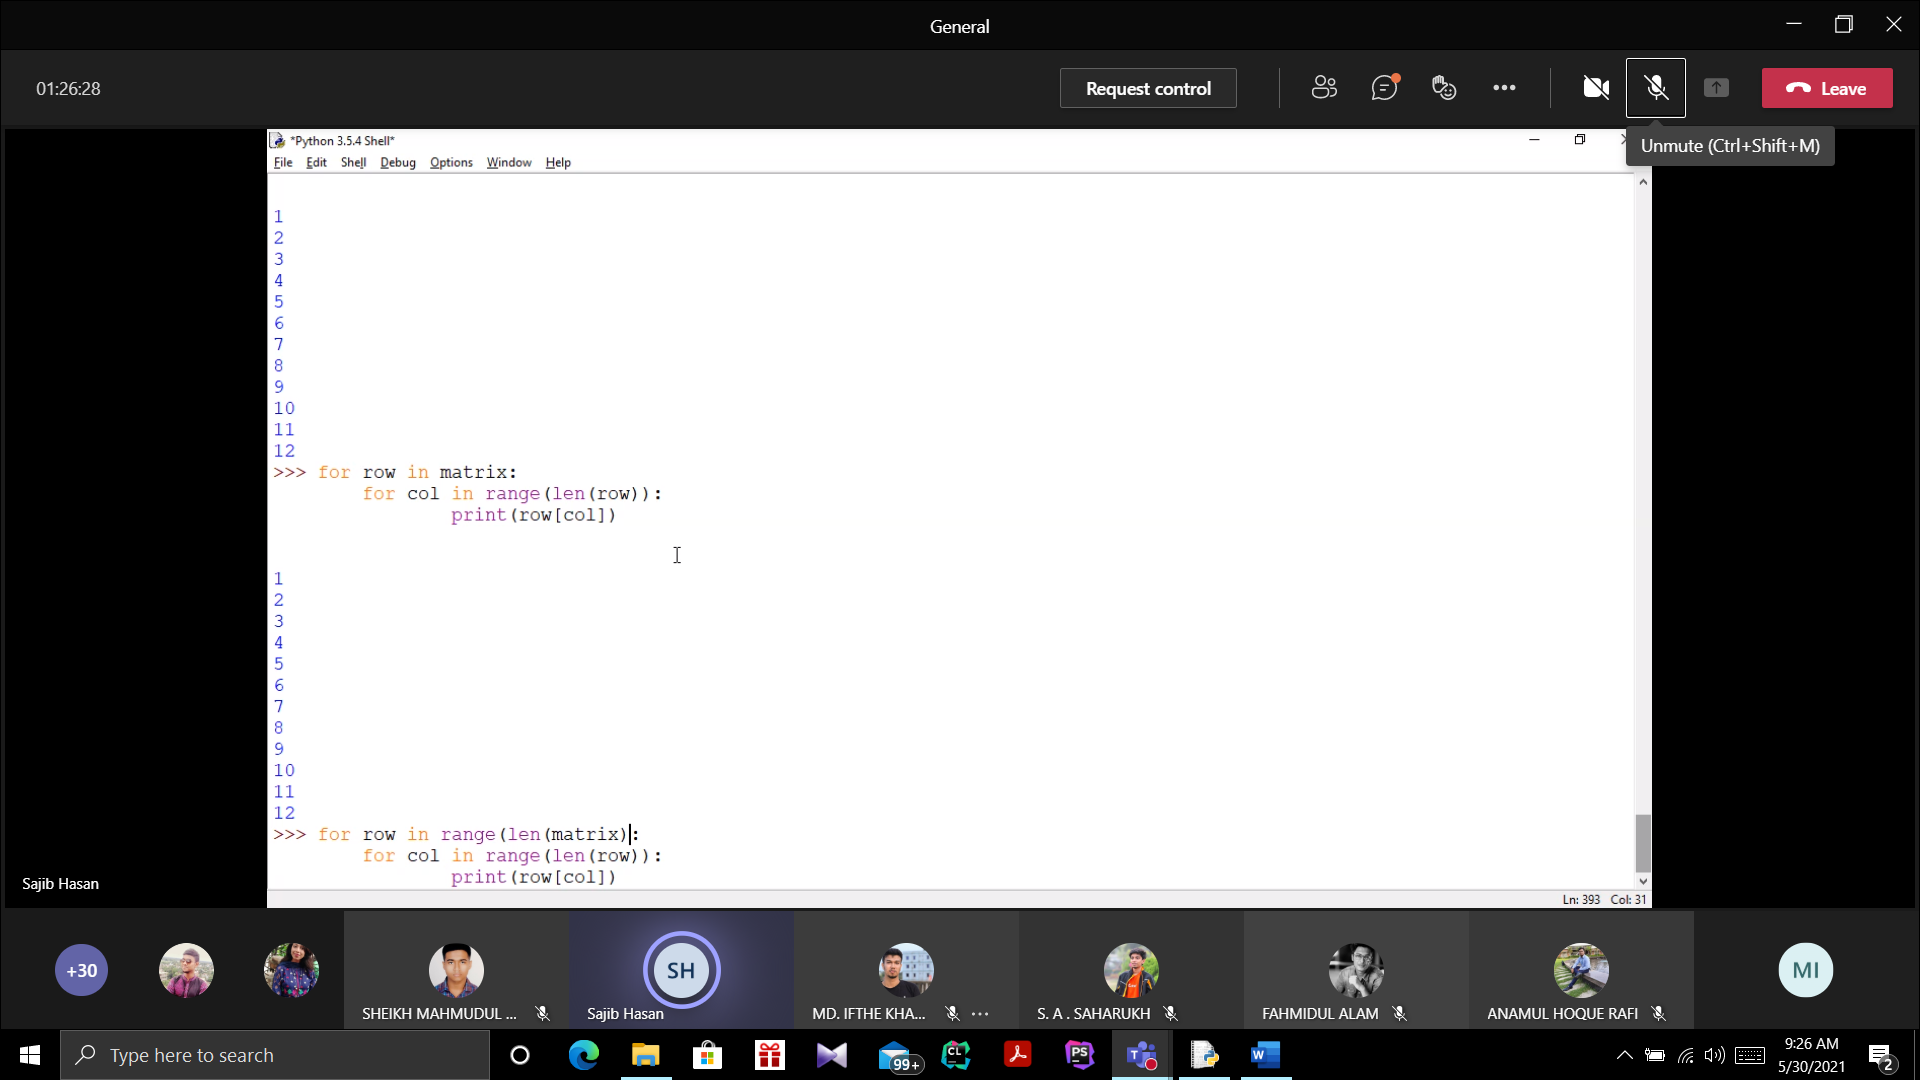 General
01:26:28
Request control
Leave
Unmute (Ctrl+Shift+M)
*Python 3.5.4 Shell*
File Edit Shell Debug Options Window Help
1
2
3
4
5
6
7
8
9
10
11
12
>>> for row in matrix:
for col in range(len(row)):
print(row[col])
1
2
3
4
5
6
7
8
9
10
11
12
>>> for row in range(len(matrix):
for col in range(len(row)):
print(row[col])
Ln: 393 Col: 31
Sajib Hasan
+30
SH
MI
SHEIKH MAHMUDUL ...
Sajib Hasan
MD. IFTHE KHA...
S. A . SAHARUKH
FAHMIDUL ALAM
ANAMUL HOQUE RAFI
Type here to search
99+
CL
PS
T
W
9:26 AM
5/30/2021
2